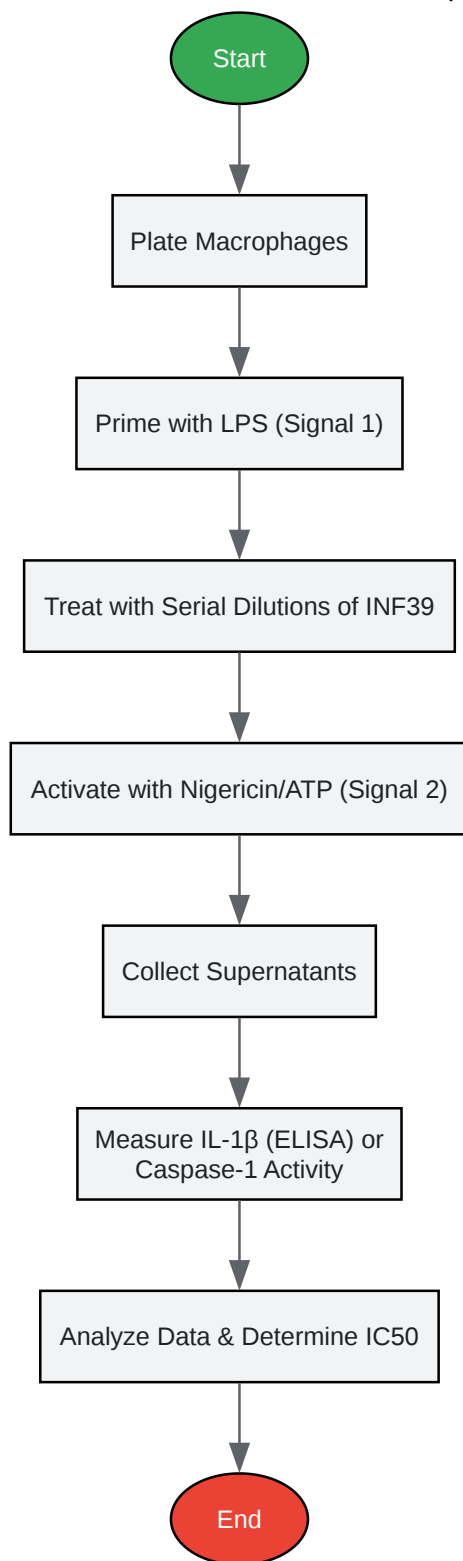 Start
Plate Macrophages
Prime with LPS (Signal 1)
Treat with Serial Dilutions of INF39
Activate with Nigericin/ATP (Signal 2)
Collect Supernatants
Measure IL-1β (ELISA) or
Caspase-1 Activity
Analyze Data & Determine IC50
End